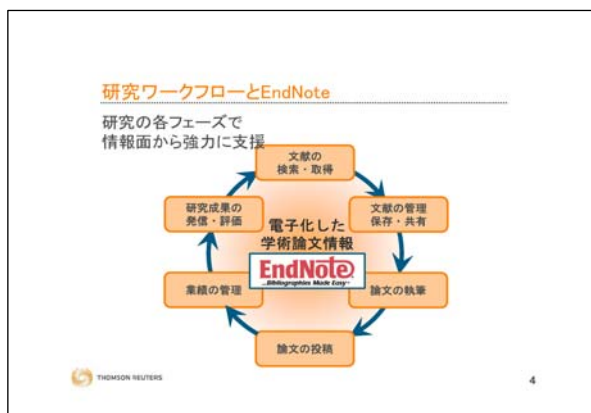 研究ワークフローとEndNote
研究の各フェーズで
情報面から強力に支援
文献の
検索・取得
文献の管理
保存・共有
論文の執筆
論文の投稿
業績の管理
研究成果の
発信・評価
電子化した
学術論文情報
EndNote
...Bibliographies Made Easy™
THOMSON REUTERS
4